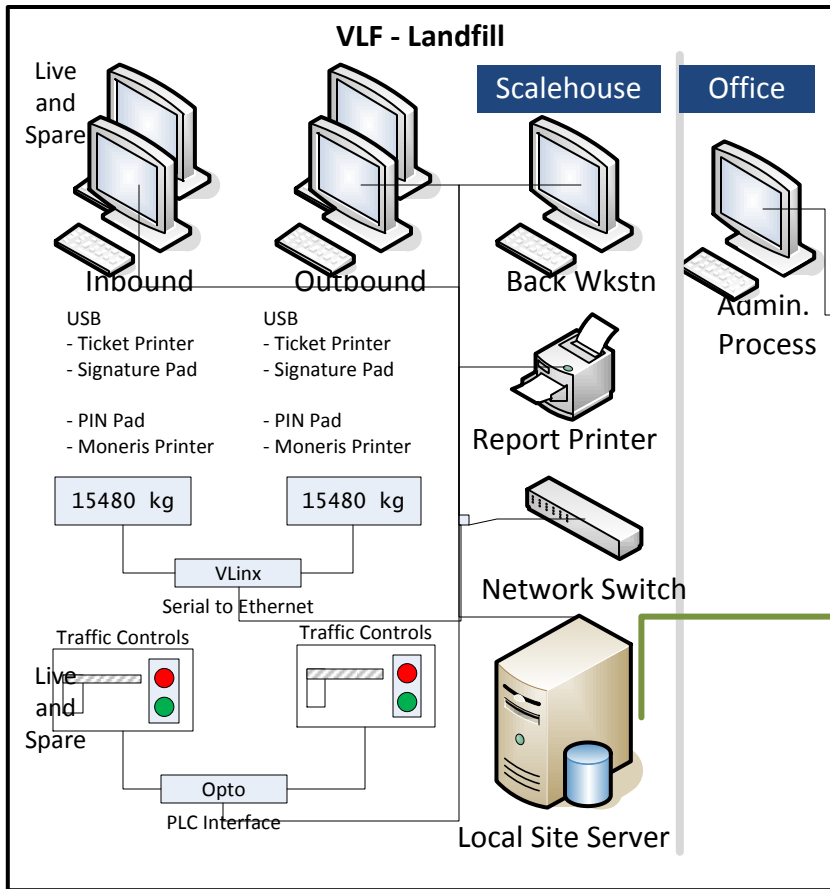 VLF - Landfill
Live
and
Spare
Scalehouse
Office
Inbound
Outbound
Back Wkstn
Admin.
Process
USB
- Ticket Printer
- Signature Pad
- PIN Pad
- Moneris Printer
USB
- Ticket Printer
- Signature Pad
- PIN Pad
- Moneris Printer
Report Printer
15480 kg
15480 kg
VLinx
Serial to Ethernet
Network Switch
Traffic Controls
Traffic Controls
Live
and
Spare
Opto
PLC Interface
Local Site Server